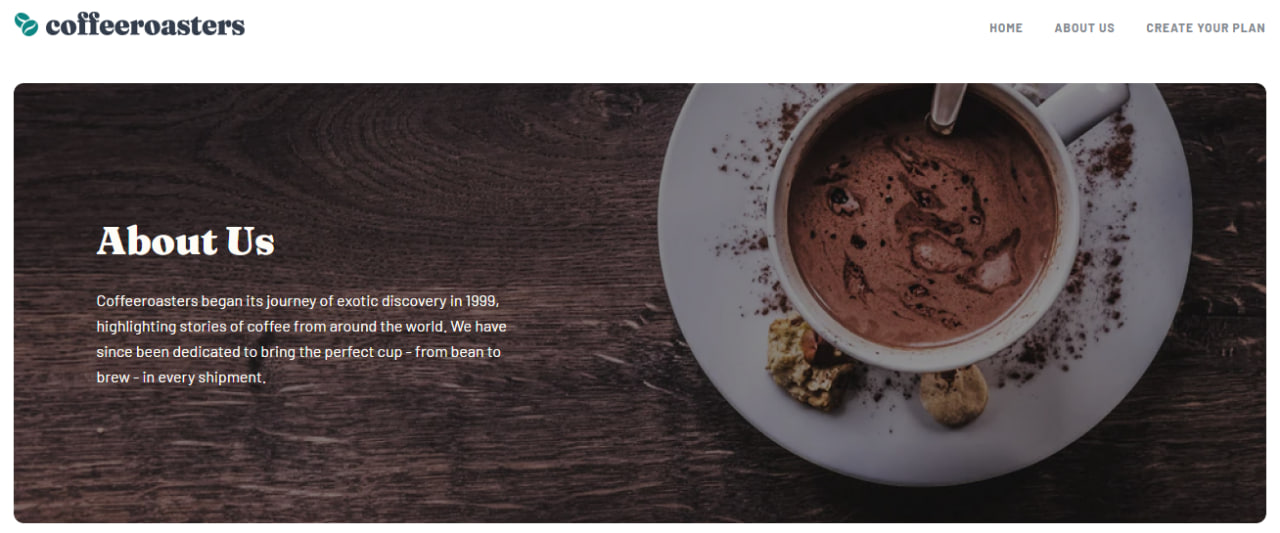 coffeeroasters
HOME ABOUT US CREATE YOUR PLAN
About Us
Coffeeroasters began its journey of exotic discovery in 1999,
highlighting stories of coffee from around the world. We have
since been dedicated to bring the perfect cup - from bean to
brew - in every shipment.